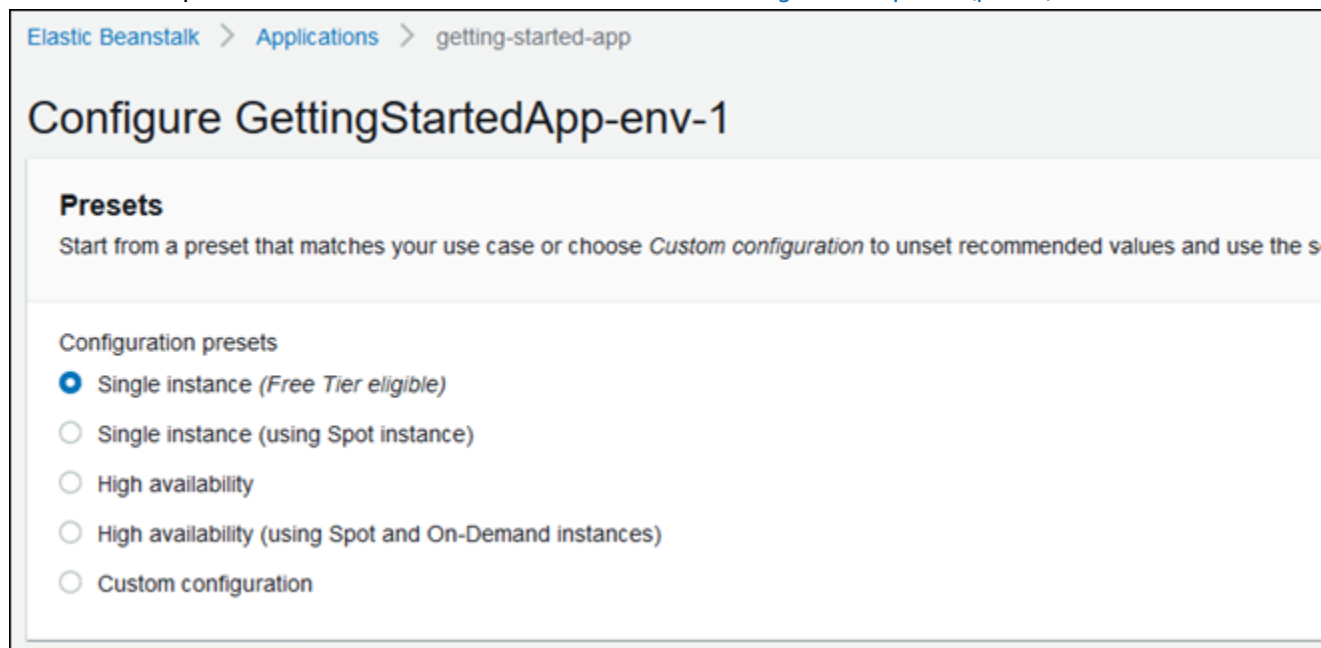 Elastic Beanstalk > Applications > getting-started-app
Configure GettingStartedApp-env-1
Presets
Start from a preset that matches your use case or choose Custom configuration to unset recommended values and use the
Configuration presets
Single instance (Free Tier eligible)
Single instance (using Spot instance)
High availability
High availability (using Spot and On-Demand instances)
Custom configuration